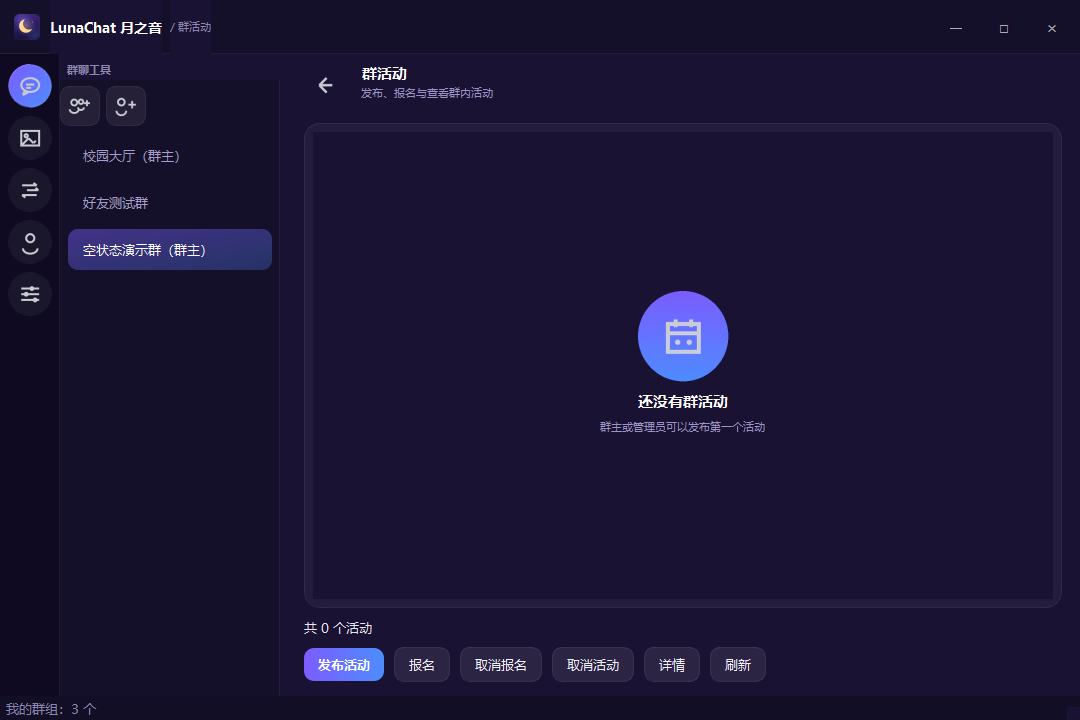 LunaChat 月之音 / 群活动
群聊工具
校园大厅（群主）
好友测试群
空状态演示群（群主）
群活动
发布、报名与查看群内活动
还没有群活动
群主或管理员可以发布第一个活动
共 0 个活动
发布活动 报名 取消报名 取消活动 详情 刷新
我的群组：3 个